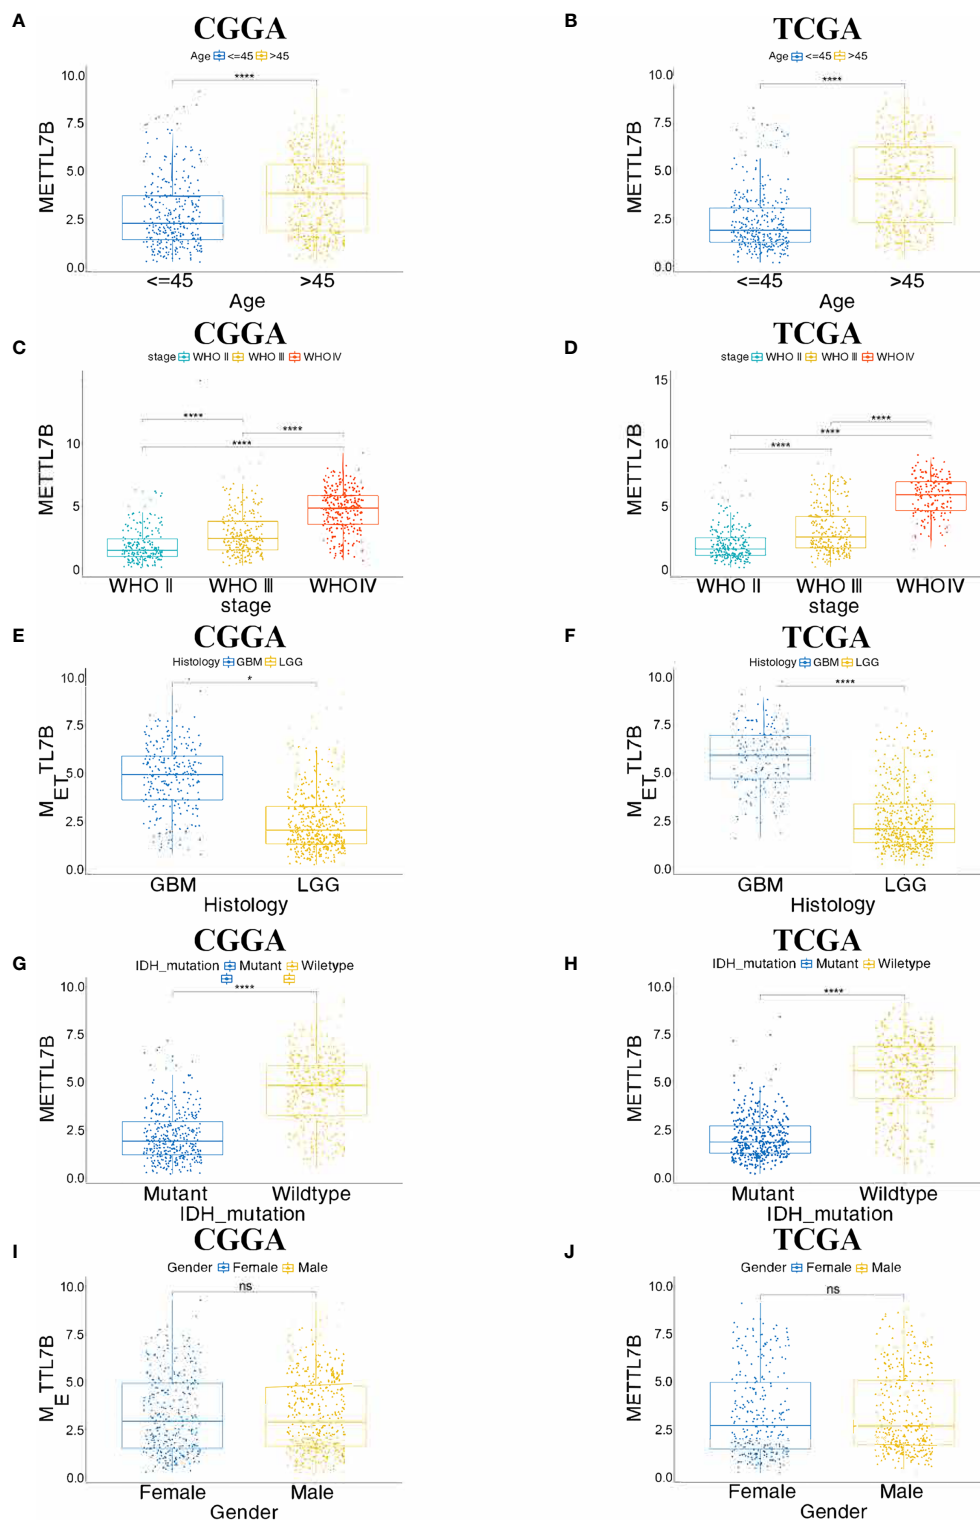 A
CGGA
Age <=45 >45
10.0
7.5
5.0
2.5
0.0
METTL7B
****
<=45
>45
Age
B
TCGA
Age <=45 >45
10.0
7.5
5.0
2.5
0.0
METTL7B
****
<=45
>45
Age
C
CGGA
stage WHO II WHO III WHOIV
10
5
0
METTL7B
****
****
****
WHO II
WHO III
WHOIV
stage
D
TCGA
stage WHO II WHO III WHOIV
15
10
5
0
METTL7B
****
****
****
WHO II
WHO III
WHOIV
stage
E
CGGA
Histology GBM LGG
10.0
7.5
5.0
2.5
0.0
METTL7B
*
GBM
LGG
Histology
F
TCGA
Histology GBM LGG
10.0
7.5
5.0
2.5
0.0
METTL7B
****
GBM
LGG
Histology
G
CGGA
IDH_mutation Mutant Wiletype
10.0
7.5
5.0
2.5
0.0
METTL7B
****
Mutant
Wildtype
IDH_mutation
H
TCGA
IDH_mutation Mutant Wiletype
10.0
7.5
5.0
2.5
0.0
METTL7B
****
Mutant
Wildtype
IDH_mutation
I
CGGA
Gender Female Male
10.0
7.5
5.0
2.5
0.0
METTL7B
ns
Female
Male
Gender
J
TCGA
Gender Female Male
10.0
7.5
5.0
2.5
0.0
METTL7B
ns
Female
Male
Gender